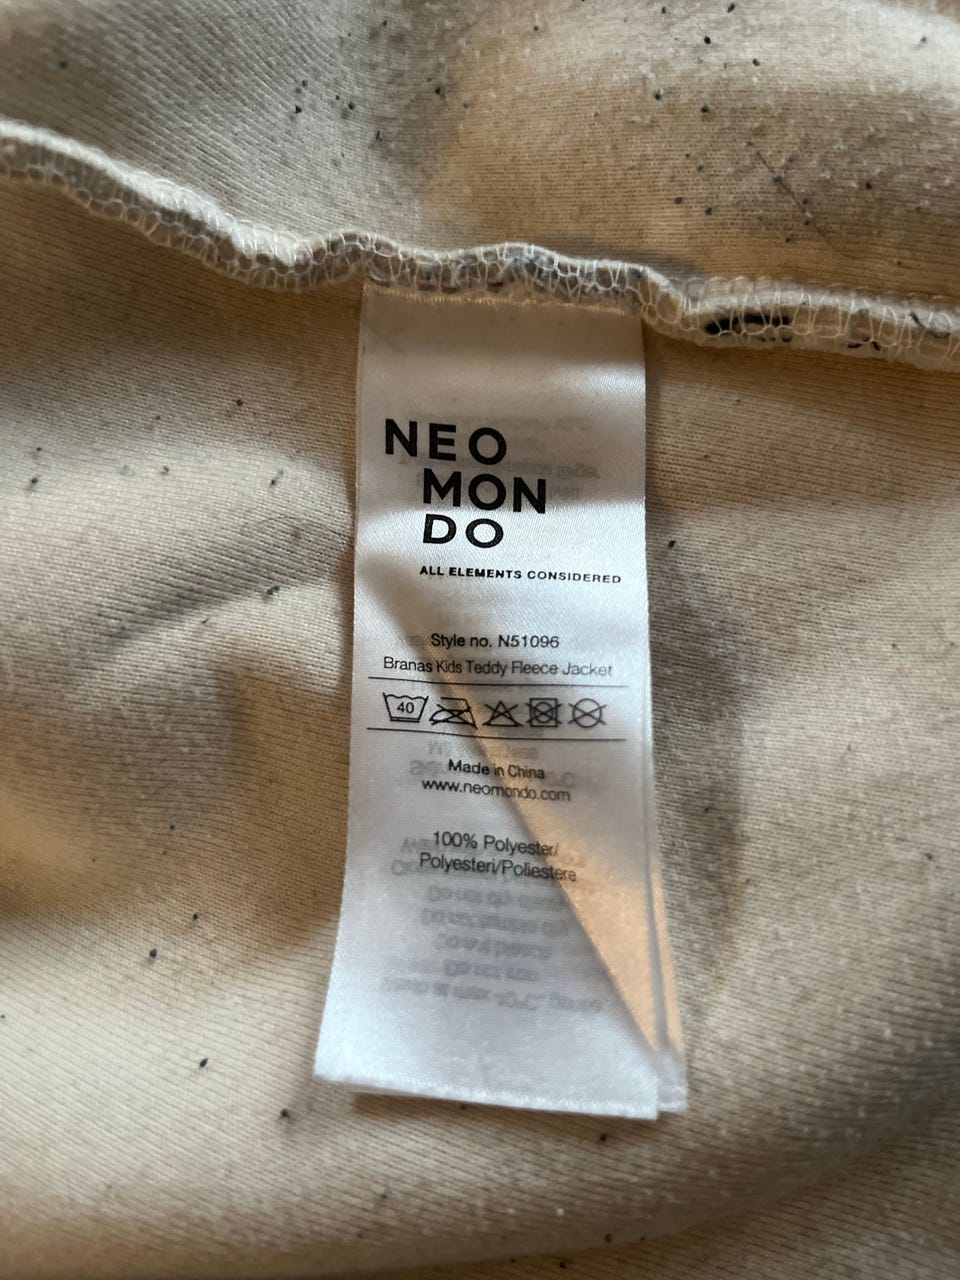 NEO
MON
DO
ALL ELEMENTS CONSIDERED
Style no. N51096
Branas Kids Teddy Fleece Jacket
40
Made in China
www.neomondo.com
100% Polyester/
Polyesteri/Poliestere